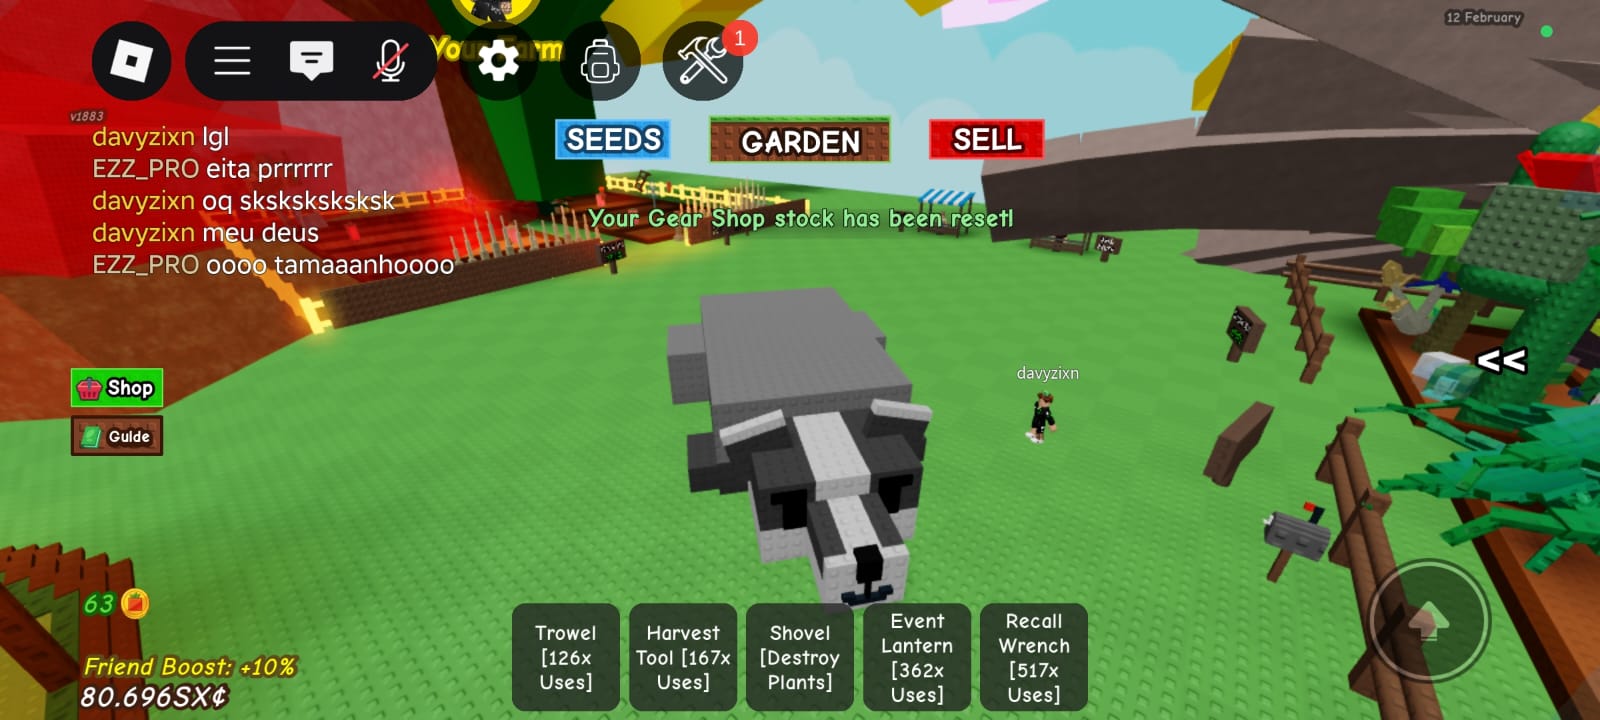 12 February
Your Farm
1
v1883
davyzixn lgl
EZZ_PRO eita prrrrrr
davyzixn oq sksksksksksk
davyzixn meu deus
EZZ_PRO oooo tamaaanhoooo
SEEDS
GARDEN
SELL
Your Gear Shop stock has been reset!
davyzixn
<<
Shop
Guide
63
Friend Boost: +10%
80.696SX¢
Trowel
[126x
Uses]
Harvest
Tool [167x
Uses]
Shovel
[Destroy
Plants]
Event
Lantern
[362x
Uses]
Recall
Wrench
[517x
Uses]